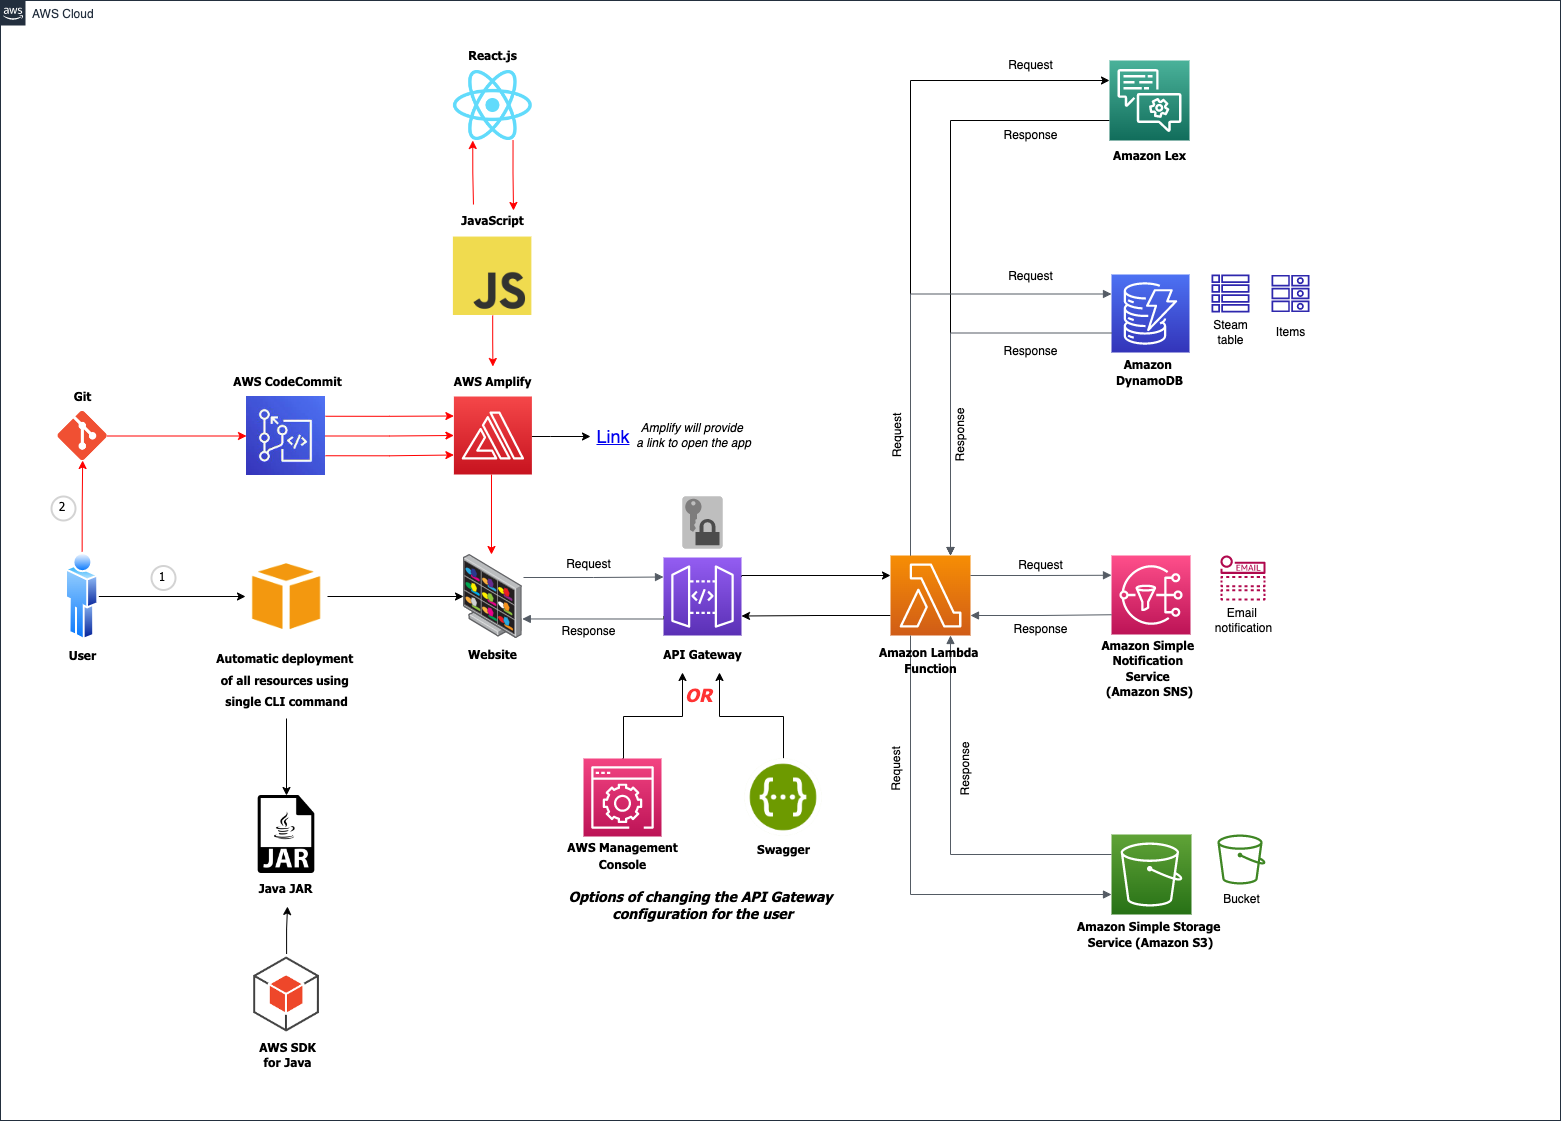 aws
AWS Cloud
React.js
JavaScript
JS
Git
AWS CodeCommit
AWS Amplify
Link
Amplify will provide
a link to open the app
2
1
User
Automatic deployment
of all resources using
single CLI command
JAR
Java JAR
AWS SDK
for Java
Website
Request
Response
API Gateway
OR
AWS Management
Console
Swagger
Options of changing the API Gateway
configuration for the user
Amazon Lambda
Function
Request
Response
Request
Response
Request
Response
Amazon Lex
Request
Response
Amazon
DynamoDB
Steam
table
Items
Request
Response
Amazon Simple
Notification
Service
(Amazon SNS)
EMAIL
Email
notification
Amazon Simple Storage
Service (Amazon S3)
Bucket